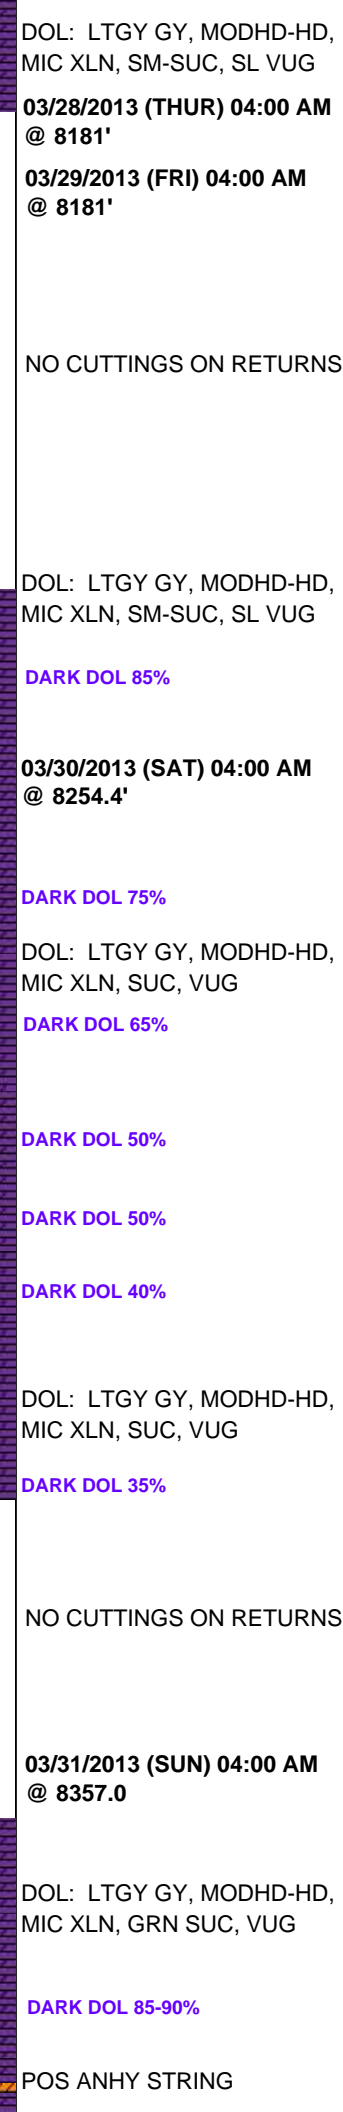 DOL: LTGY GY, MODHD-HD,
MIC XLN, SM-SUC, SL VUG
03/28/2013 (THUR) 04:00 AM
@ 8181'
03/29/2013 (FRI) 04:00 AM
@ 8181'
NO CUTTINGS ON RETURNS
DOL: LTGY GY, MODHD-HD,
MIC XLN, SM-SUC, SL VUG
DARK DOL 85%
03/30/2013 (SAT) 04:00 AM
@ 8254.4'
DARK DOL 75%
DOL: LTGY GY, MODHD-HD,
MIC XLN, SUC, VUG
DARK DOL 65%
DARK DOL 50%
DARK DOL 50%
DARK DOL 40%
DOL: LTGY GY, MODHD-HD,
MIC XLN, SUC, VUG
DARK DOL 35%
NO CUTTINGS ON RETURNS
03/31/2013 (SUN) 04:00 AM
@ 8357.0
DOL: LTGY GY, MODHD-HD,
MIC XLN, GRN SUC, VUG
DARK DOL 85-90%
POS ANHY STRING